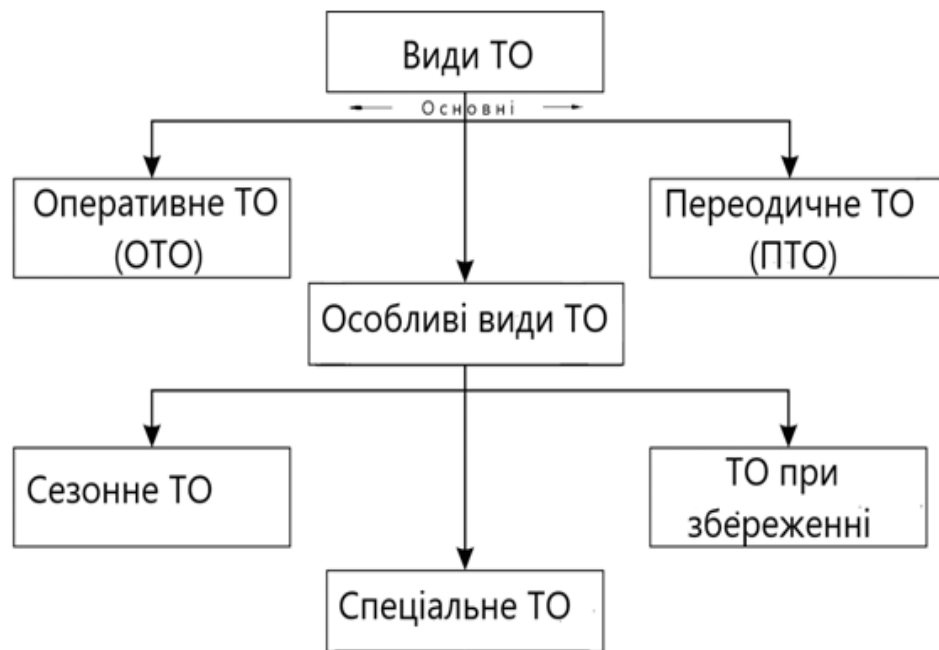 Види ТО
Основні
Оперативне ТО
(ОТО)
Переодичне ТО
(ПТО)
Особливі види ТО
Сезонне ТО
ТО при
збереженні
Спеціальне ТО